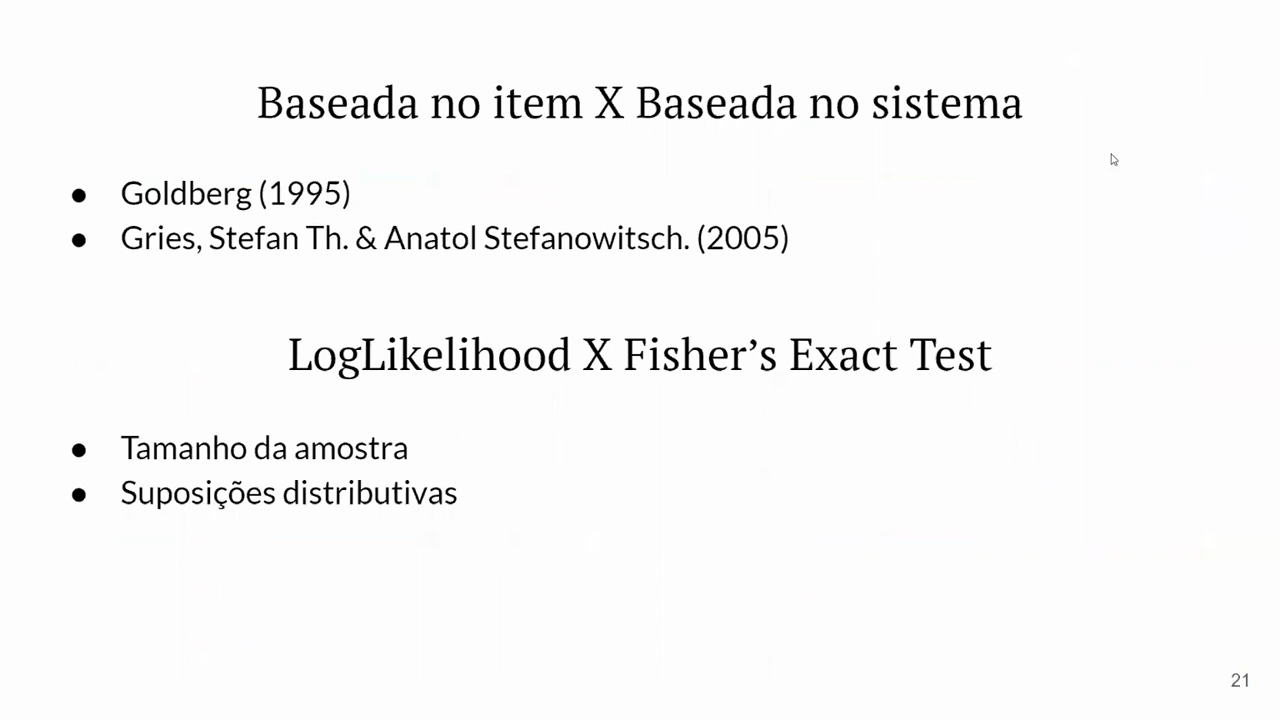 Baseada no item X Baseada no sistema
● Goldberg (1995)
● Gries, Stefan Th. & Anatol Stefanowitsch. (2005)
LogLikelihood X Fisher’s Exact Test
● Tamanho da amostra
● Suposições distributivas
21